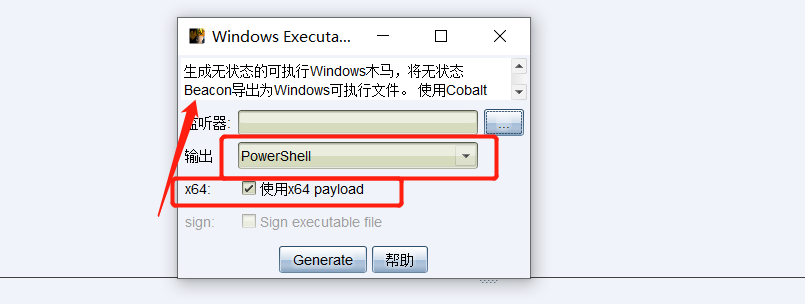 Windows Executa...
生成无状态的可执行Windows木马，将无状态
Beacon导出为Windows可执行文件。 使用Cobalt
监听器:
...
输出
PowerShell
x64:
使用x64 payload
sign:
Sign executable file
Generate
帮助